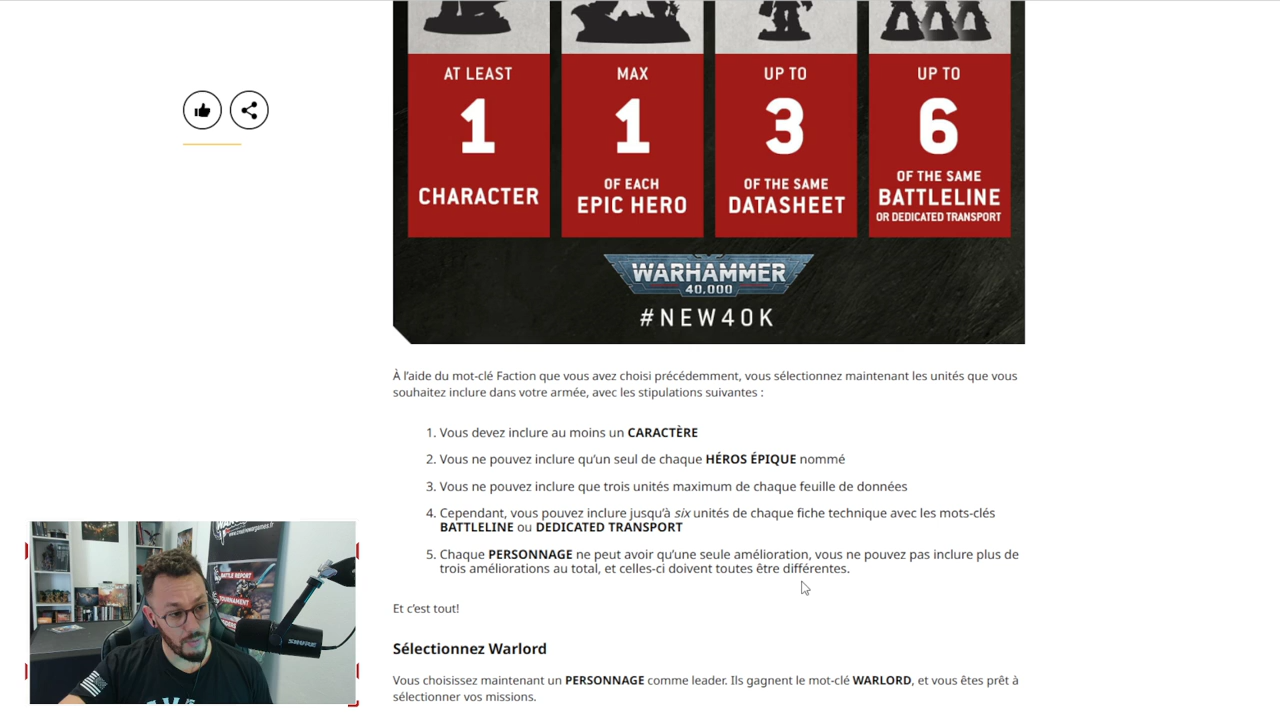 AT LEAST
1
CHARACTER
MAX
1
OF EACH
EPIC HERO
UP TO
3
OF THE SAME
DATASHEET
UP TO
6
OF THE SAME
BATTLELINE
OR DEDICATED TRANSPORT
WARHAMMER
40,000
#NEW40K
À l’aide du mot-clé Faction que vous avez choisi précédemment, vous sélectionnez maintenant les unités que vous
souhaitez inclure dans votre armée, avec les stipulations suivantes :
1. Vous devez inclure au moins un CARACTÈRE
2. Vous ne pouvez inclure qu’un seul de chaque HÉROS ÉPIQUE nommé
3. Vous ne pouvez inclure que trois unités maximum de chaque feuille de données
4. Cependant, vous pouvez inclure jusqu’à six unités de chaque fiche technique avec les mots-clés
BATTLELINE ou DEDICATED TRANSPORT
5. Chaque PERSONNAGE ne peut avoir qu’une seule amélioration, vous ne pouvez pas inclure plus de
trois améliorations au total, et celles-ci doivent toutes être différentes.
Et c’est tout!
Sélectionnez Warlord
Vous choisissez maintenant un PERSONNAGE comme leader. Ils gagnent le mot-clé WARLORD, et vous êtes prêt à
sélectionner vos missions.
BATTLE REPORT
TOURNAMENT
SHURE